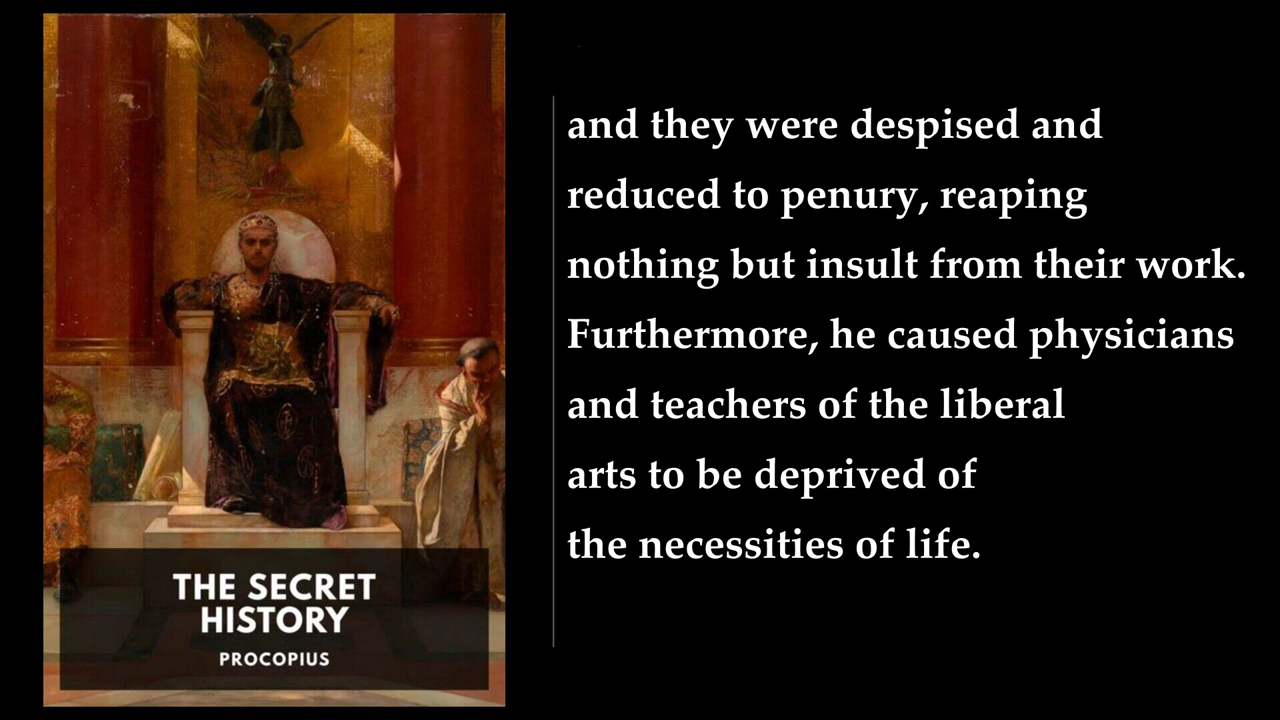 THE SECRET
HISTORY
PROCOPIUS
and they were despised and
reduced to penury, reaping
nothing but insult from their work.
Furthermore, he caused physicians
and teachers of the liberal
arts to be deprived of
the necessities of life.